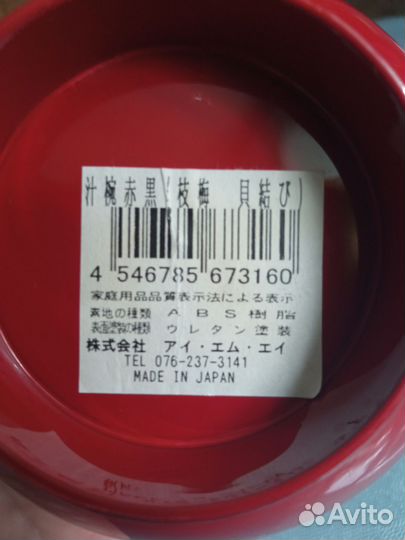 汁椀赤黒(枝梅 貝結び)
4 546785 673160
家庭用品品質表示法による表示
素地の種類 ABS樹脂
表面塗装の種類 ウレタン塗装
株式会社 アイ・エム・エイ
TEL 076-237-3141
MADE IN JAPAN
Avito